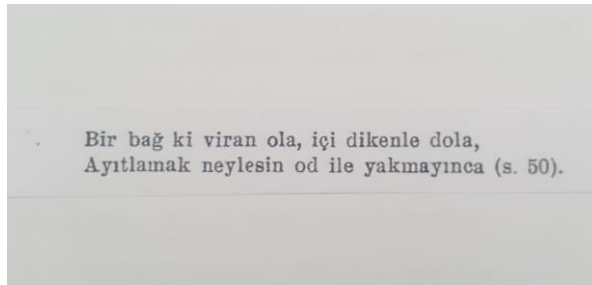 Bir bağ ki viran ola, içi dikenle dola,
Ayıtlamak neylesin od ile yakmayınca (s. 50).